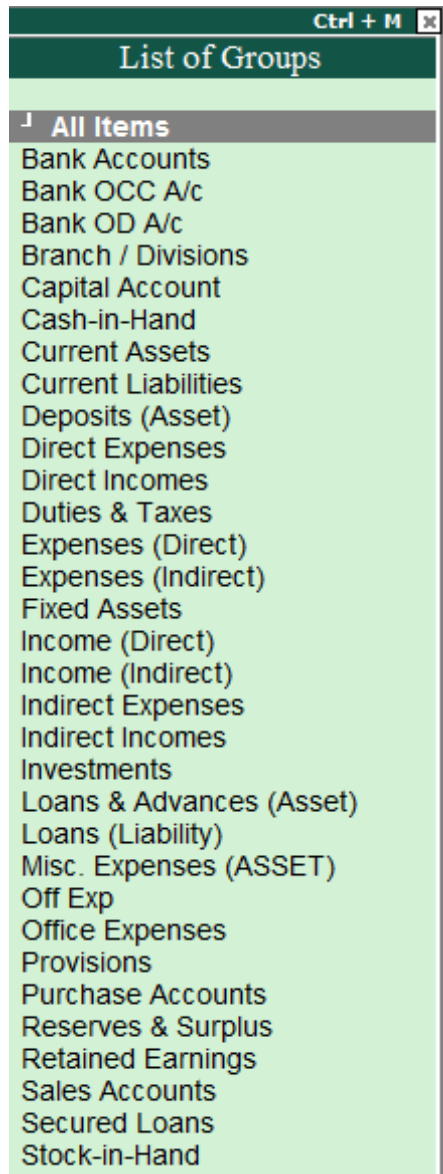 Ctrl + M
List of Groups
All Items
Bank Accounts
Bank OCC A/c
Bank OD A/c
Branch / Divisions
Capital Account
Cash-in-Hand
Current Assets
Current Liabilities
Deposits (Asset)
Direct Expenses
Direct Incomes
Duties & Taxes
Expenses (Direct)
Expenses (Indirect)
Fixed Assets
Income (Direct)
Income (Indirect)
Indirect Expenses
Indirect Incomes
Investments
Loans & Advances (Asset)
Loans (Liability)
Misc. Expenses (ASSET)
Off Exp
Office Expenses
Provisions
Purchase Accounts
Reserves & Surplus
Retained Earnings
Sales Accounts
Secured Loans
Stock-in-Hand